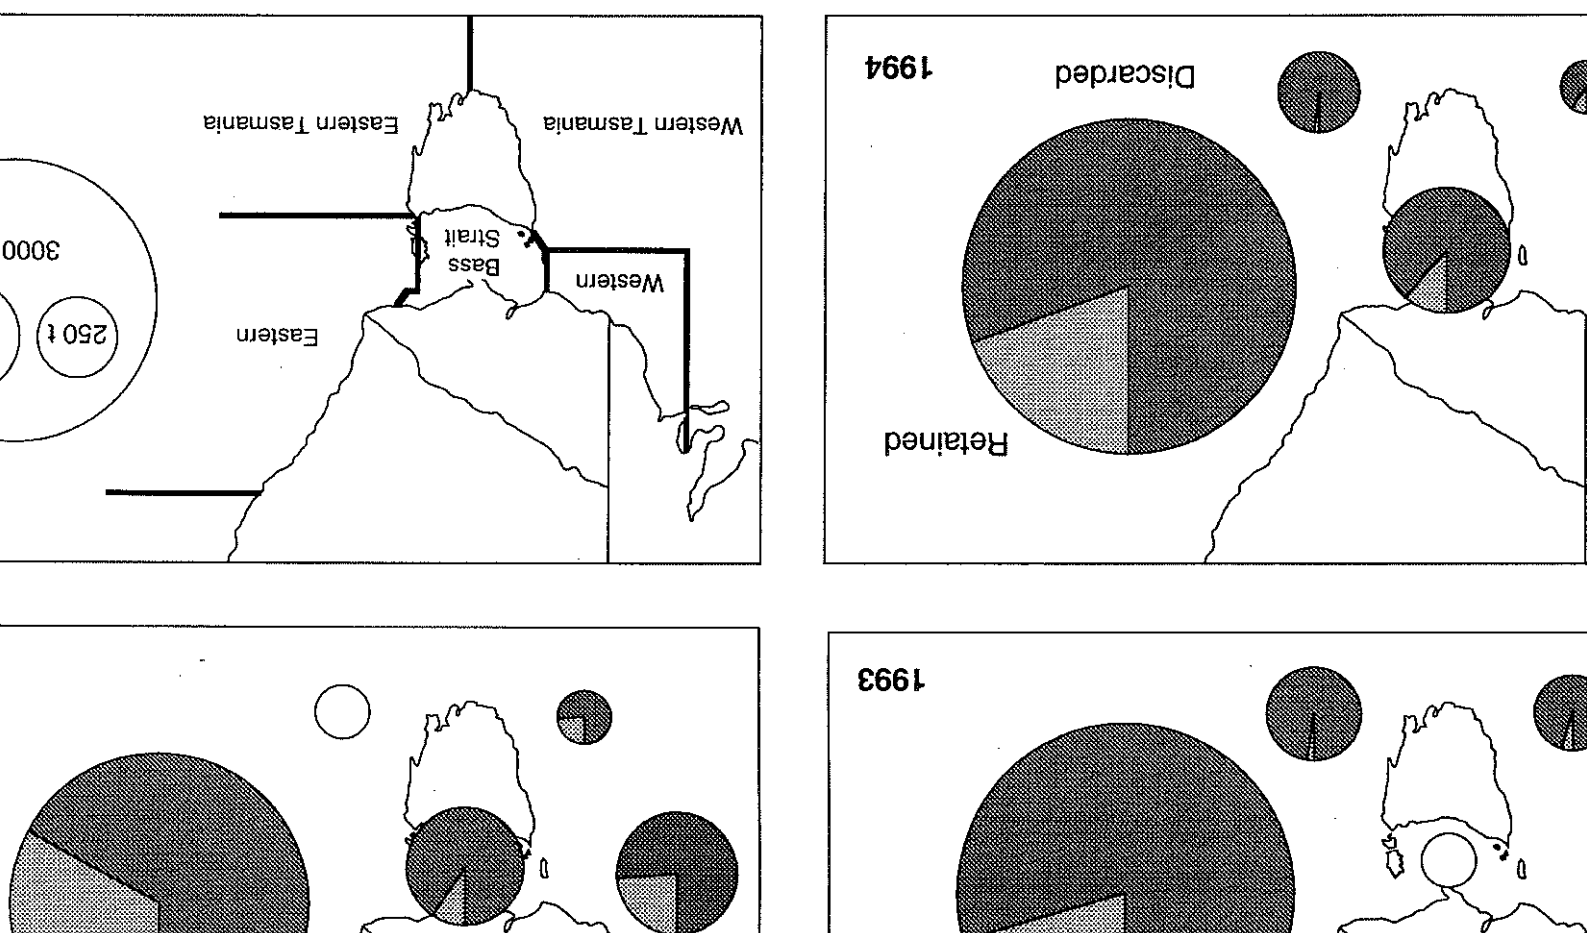 1993
Retained
Discarded
1994
Eastern
250 t
Western
Bass
Strait
3000
Western Tasmania
Eastern Tasmania